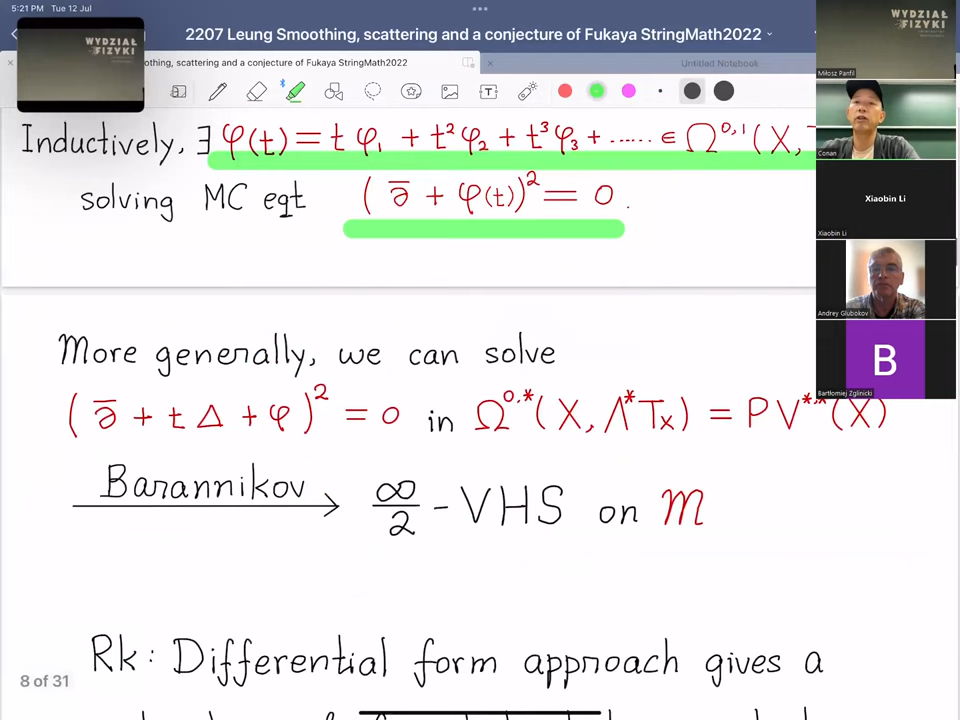 5:21 PM Tue 12 Jul
2207 Leung Smoothing, scattering and a conjecture of Fukaya StringMath2022
othing, scattering and a conjecture of Fukaya StringMath2022
Untitled Notebook
WYDZIAŁ FIZYKI
WYDZIAŁ FIZYKI
Miłosz Panfil
Conan
Xiaobin Li
Xiaobin Li
Andrey Glubokov
B
Bartłomiej Zglinicki
Inductively, ∃ φ(t) = t φ₁ + t² φ₂ + t³ φ₃ + ...... ∈ Ω^{0,1}(X,
solving MC eqt (∂̄ + φ(t))² = 0 .
More generally, we can solve
(∂̄ + t Δ + φ)² = 0 in Ω^{0,*}(X, Λ^* T_X) = PV^{*,*}(X)
Barannikov
⟶ ∞/2 - VHS on M
Rk: Differential form approach gives a
8 of 31